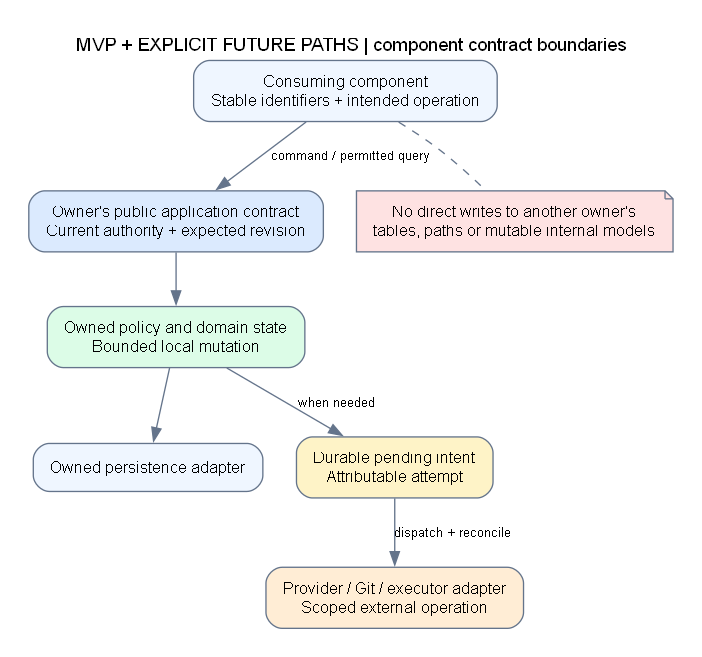 MVP + EXPLICIT FUTURE PATHS | component contract boundaries
Consuming component
Stable identifiers + intended operation
command / permitted query
Owner's public application contract
Current authority + expected revision
No direct writes to another owner's
tables, paths or mutable internal models
Owned policy and domain state
Bounded local mutation
when needed
Owned persistence adapter
Durable pending intent
Attributable attempt
dispatch + reconcile
Provider / Git / executor adapter
Scoped external operation